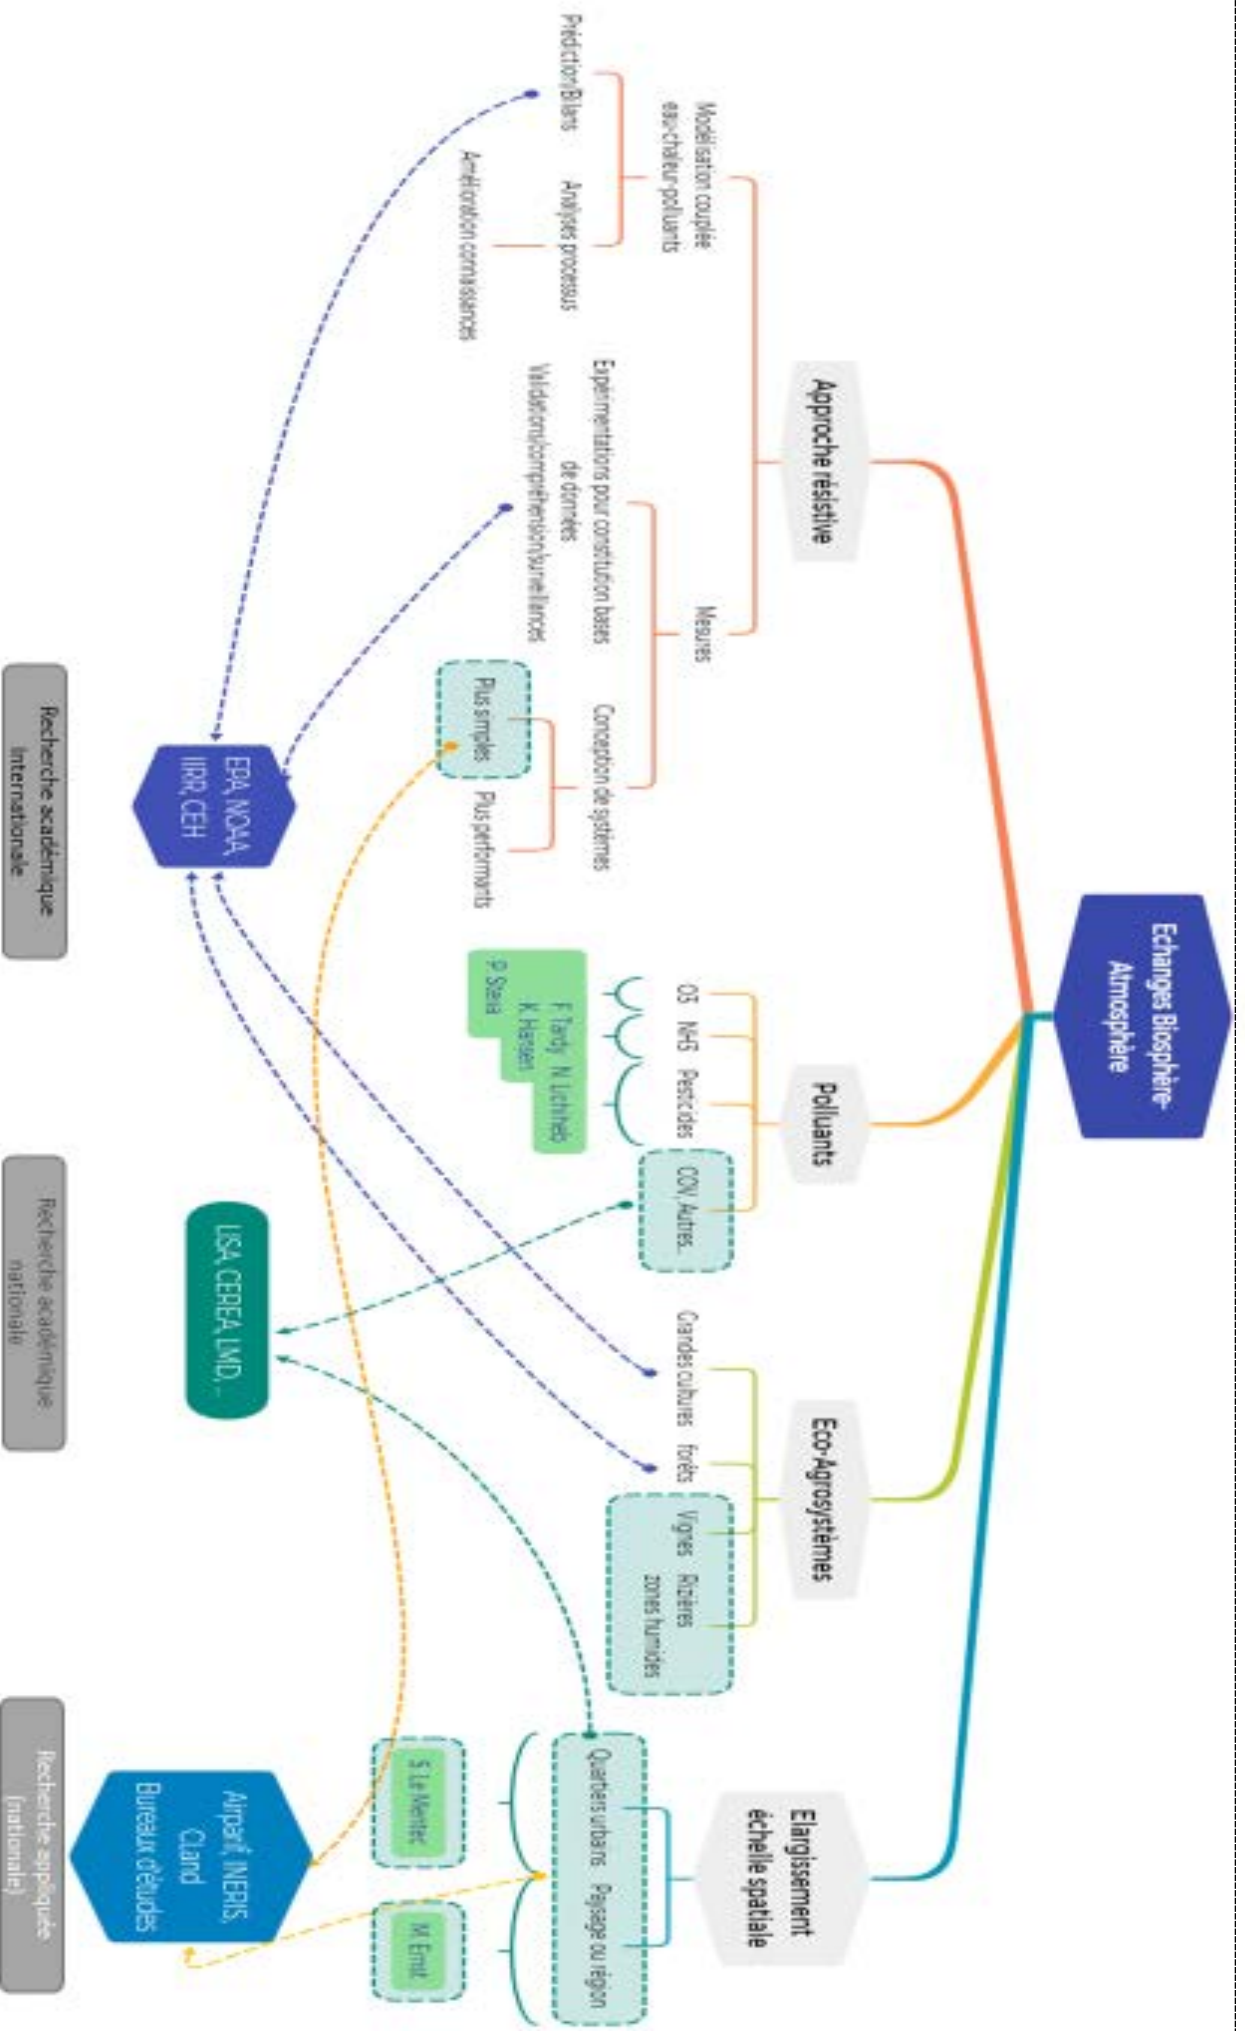 Echanges Biosphère-
Atmosphère
Approche résistive
Polluants
Eco-Agrosystèmes
Elargissement
échelle spatiale
Modélisation couplée
eau-chaleur-polluants
Mesures
Prédiction/Bilans
Analyses processus
Amélioration connaissances
Expérimentations pour constitution bases
de données
Validations/compréhension/surveillances
Conception de systèmes
Plus simples
Plus performants
O3
NH3
Pesticides
COV, Autres...
F. Tardy N. Lichiheb
K. Hansen
P. Stella
Grandes cultures
forêts
Vignes
Rizières
zones humides
Quartiers urbains
Paysage ou région
S. Le Mentec
M. Ernst
EPA, NOAA,
IIRR, CEH
LISA, CEREA, LMD, ...
Airparif, INERIS,
Cland
Bureaux d'études
Recherche académique
Internationale
Recherche académique
nationale
Recherche appliquée
(nationale)